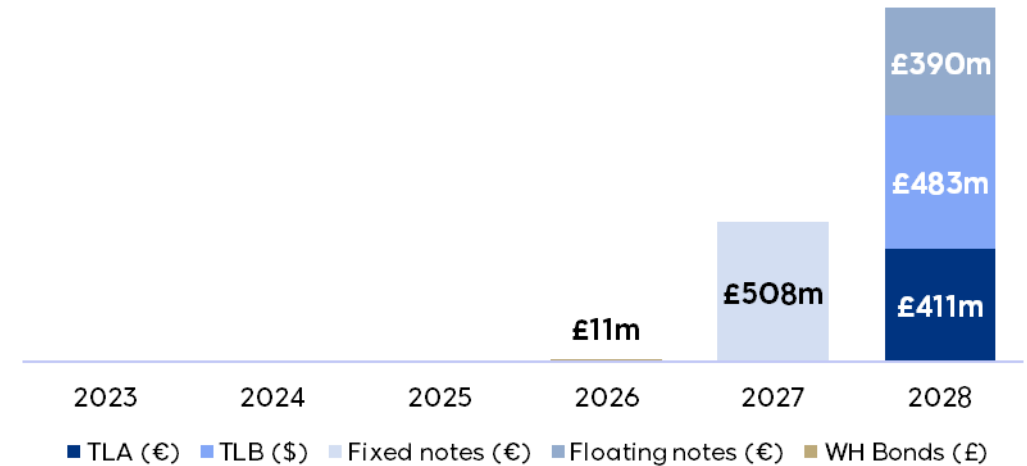 £390m
£483m
£411m
£508m
£11m
2023 2024 2025 2026 2027 2028
TLA (€) TLB ($) Fixed notes (€) Floating notes (€) WH Bonds (£)